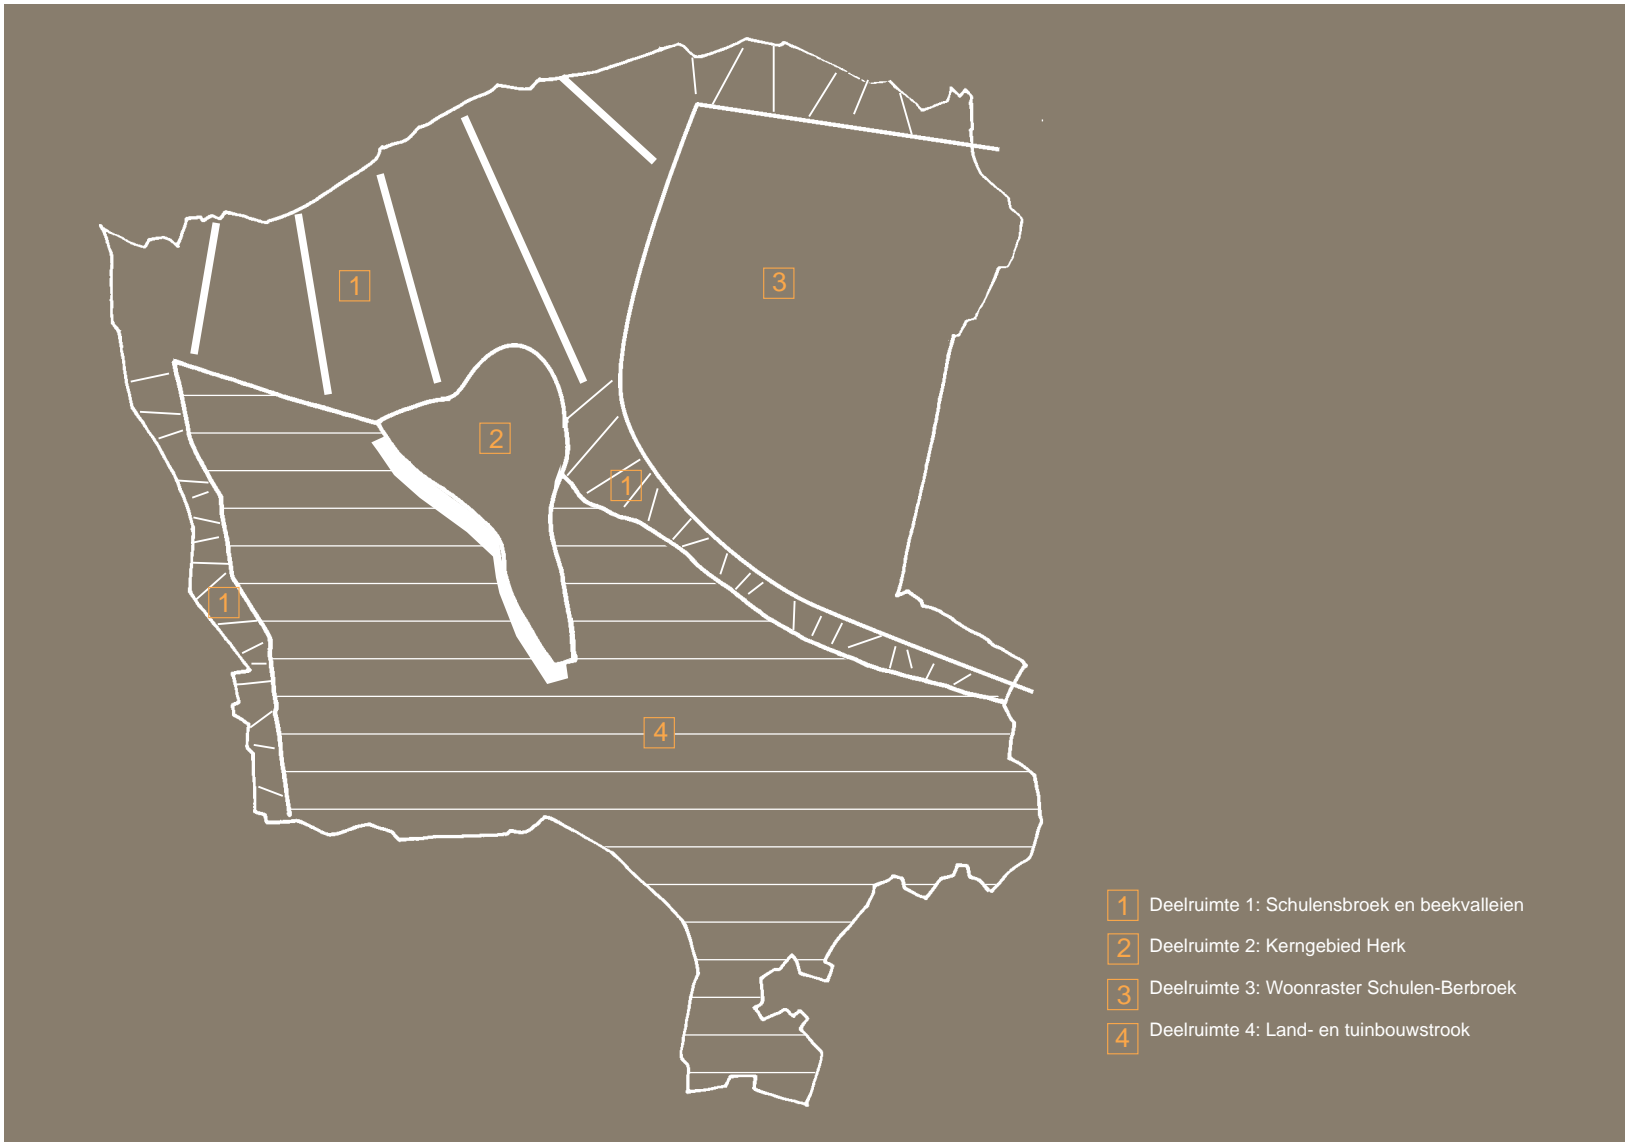 1
3
2
1
1
4
1 Deelruimte 1: Schulensbroek en beekvalleien
2 Deelruimte 2: Kerngebied Herk
3 Deelruimte 3: Woonraster Schulen-Berbroek
4 Deelruimte 4: Land- en tuinbouwstrook